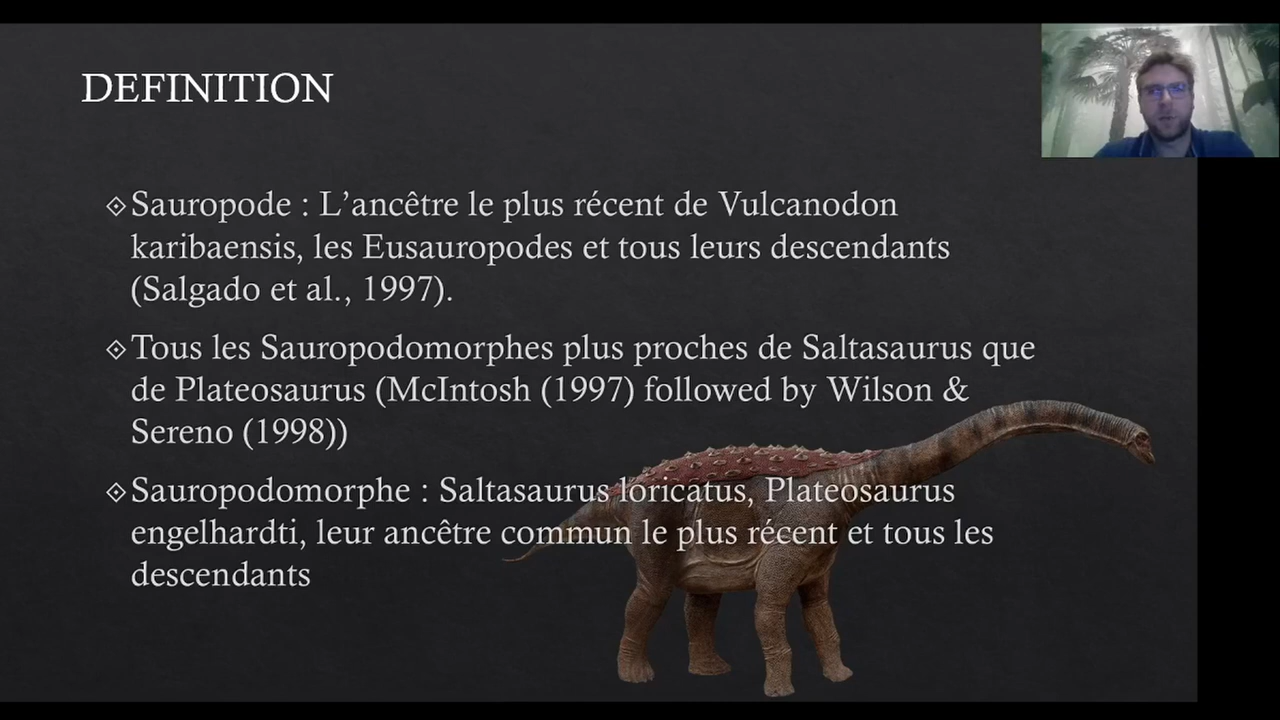 DEFINITION
Sauropode : L’ancêtre le plus récent de Vulcanodon
karibaensis, les Eusauropodes et tous leurs descendants
(Salgado et al., 1997).
Tous les Sauropodomorphes plus proches de Saltasaurus que
de Plateosaurus (McIntosh (1997) followed by Wilson &
Sereno (1998))
Sauropodomorphe : Saltasaurus loricatus, Plateosaurus
engelhardti, leur ancêtre commun le plus récent et tous les
descendants